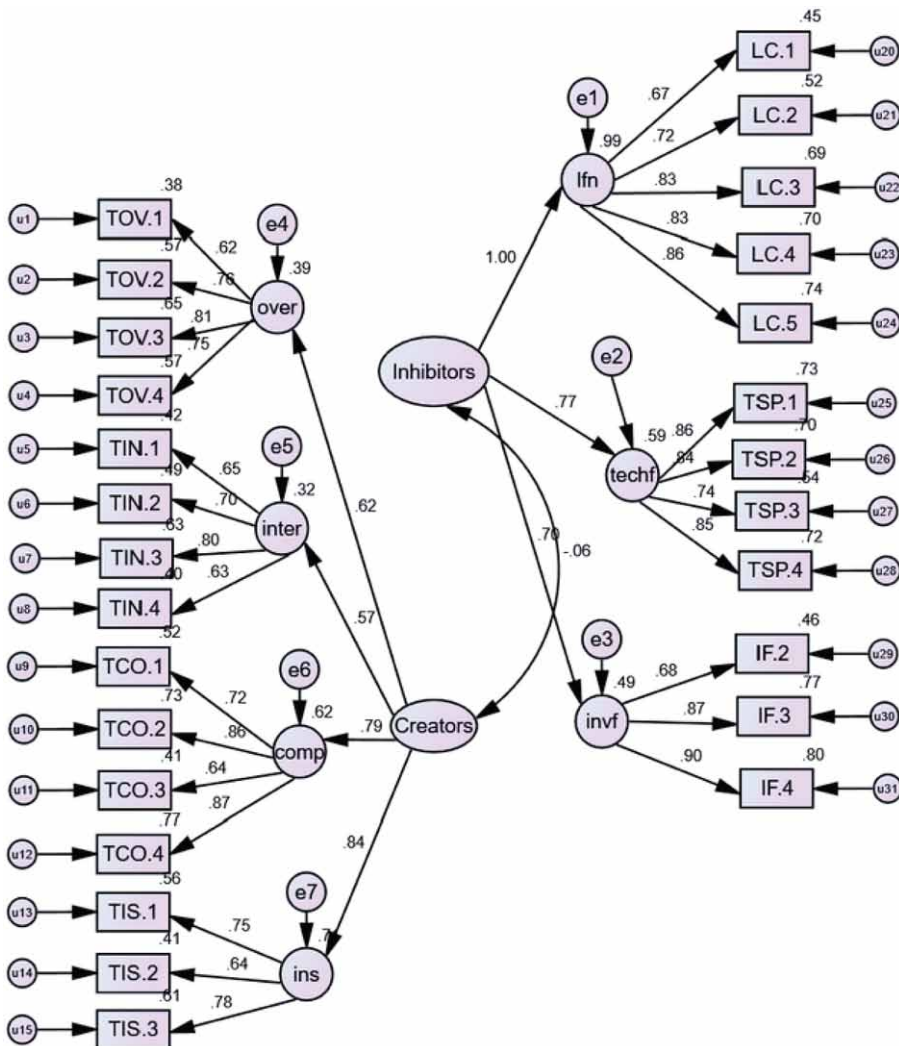 .45
LC.1
u20
e1
.67
.52
LC.2
u21
.99
.72
lfn
.69
.83
LC.3
u22
.38
.70
.83
LC.4
u23
u1
TOV.1
e4
.86
1.00
.57
.62
.74
u2
TOV.2
.76
.39
over
LC.5
u24
.65
.81
u3
TOV.3
.75
e2
.57
Inhibitors
.73
u4
TOV.4
.77
TSP.1
u25
.42
.59
.86
.70
u5
TIN.1
e5
techf
.84
TSP.2
u26
.49
.65
u6
TIN.2
.70
.32
inter
.62
.74
TSP.3
u27
.63
.85
.72
u7
TIN.3
.80
.70
-.06
.63
TSP.4
u28
u8
TIN.4
.52
.57
.46
u9
TCO.1
e6
e3
IF.2
u29
.73
.72
.68
.77
u10
TCO.2
.86
.62
comp
.79
Creators
.49
invf
.87
IF.3
u30
.41
u11
TCO.3
.64
.90
.80
.87
IF.4
u31
.77
u12
TCO.4
.84
.56
u13
TIS.1
e7
.75
.41
u14
TIS.2
.64
ins
.61
.78
u15
TIS.3